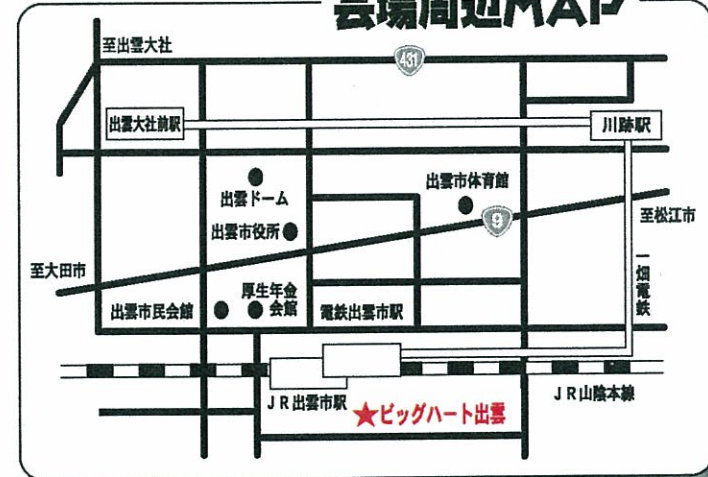 会場周辺MAP
至出雲大社
431
出雲大社前駅
川跡駅
出雲ドーム
出雲市体育館
出雲市役所
9
至松江市
至大田市
一畑電鉄
出雲市民会館
厚生年金
会館
電鉄出雲市駅
JR出雲市駅
JR山陰本線
★ビッグハート出雲